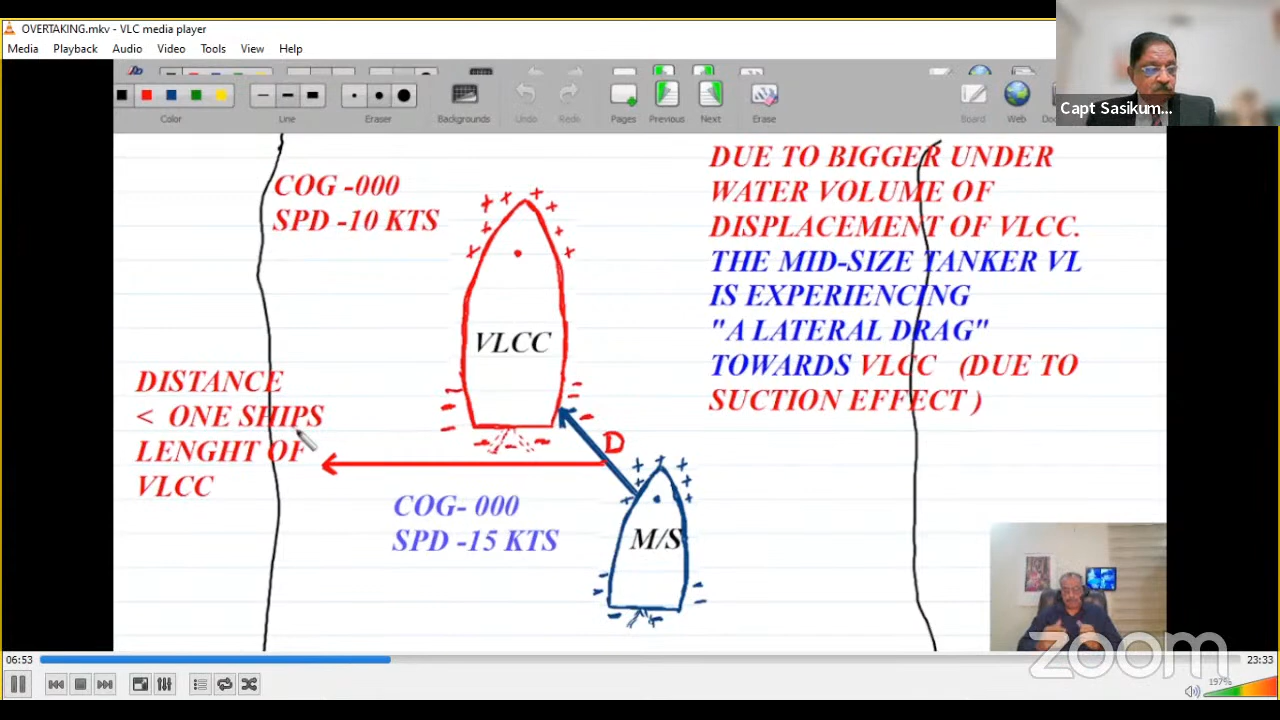 OVERTAKING.mkv - VLC media player
Media Playback Audio Video Tools View Help
Capt Sasikum...
Color Line Eraser Backgrounds Undo Redo Pages Previous Next Erase Board Web
COG -000
SPD -10 KTS
DUE TO BIGGER UNDER
WATER VOLUME OF
DISPLACEMENT OF VLCC.
THE MID-SIZE TANKER VL
IS EXPERIENCING
"A LATERAL DRAG"
TOWARDS VLCC (DUE TO
SUCTION EFFECT )
VLCC
DISTANCE
< ONE SHIPS
LENGHT OF
VLCC
D
COG- 000
SPD -15 KTS
M/S
zoom
06:53
23:33
197%